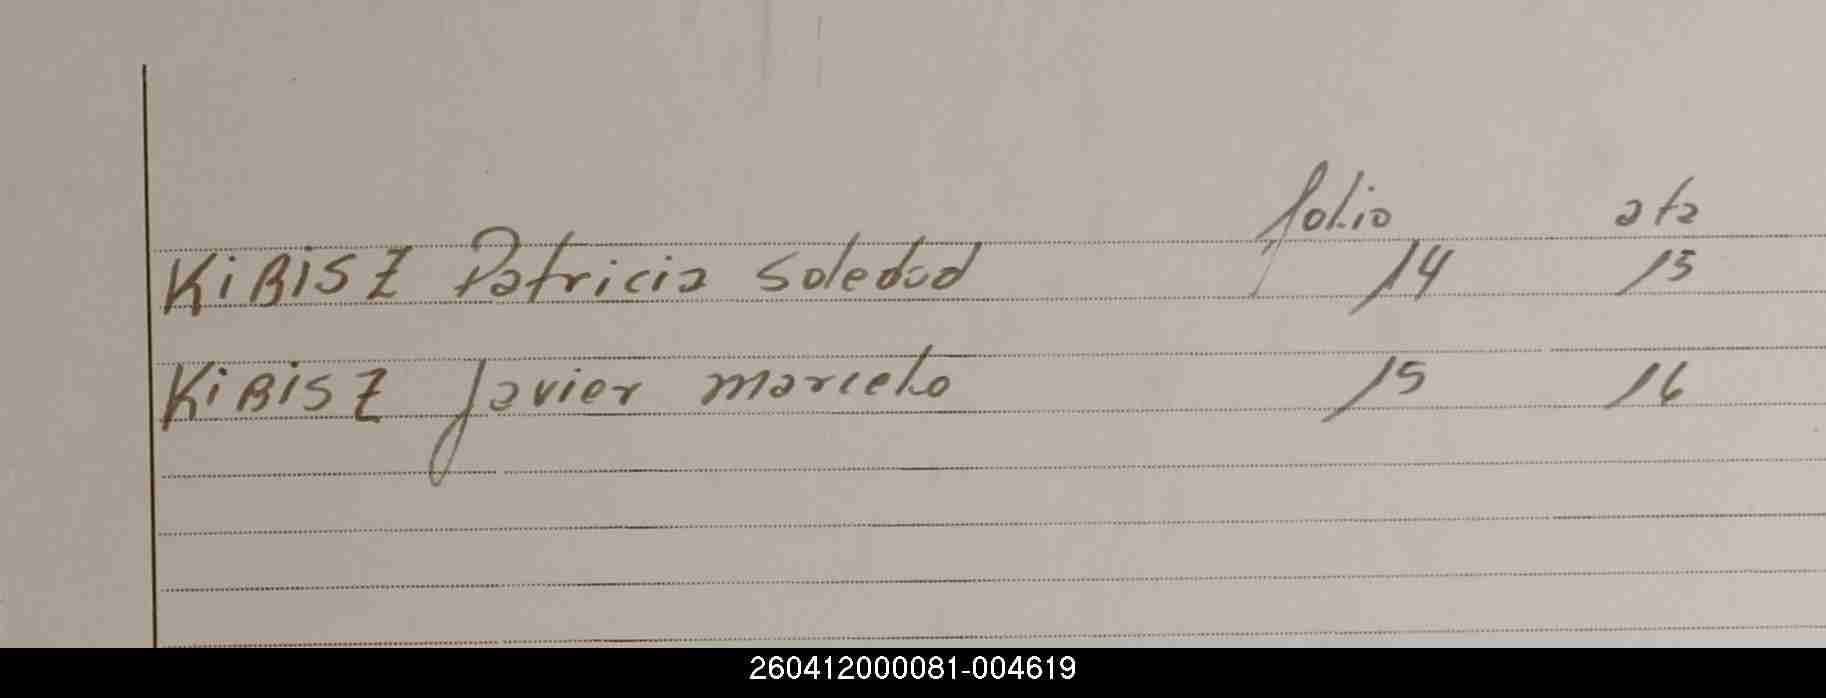 folio ata
KiBiSZ Patricia Soledad 14 15
KiBiSZ Javier marcelo 15 16
260412000081-004619